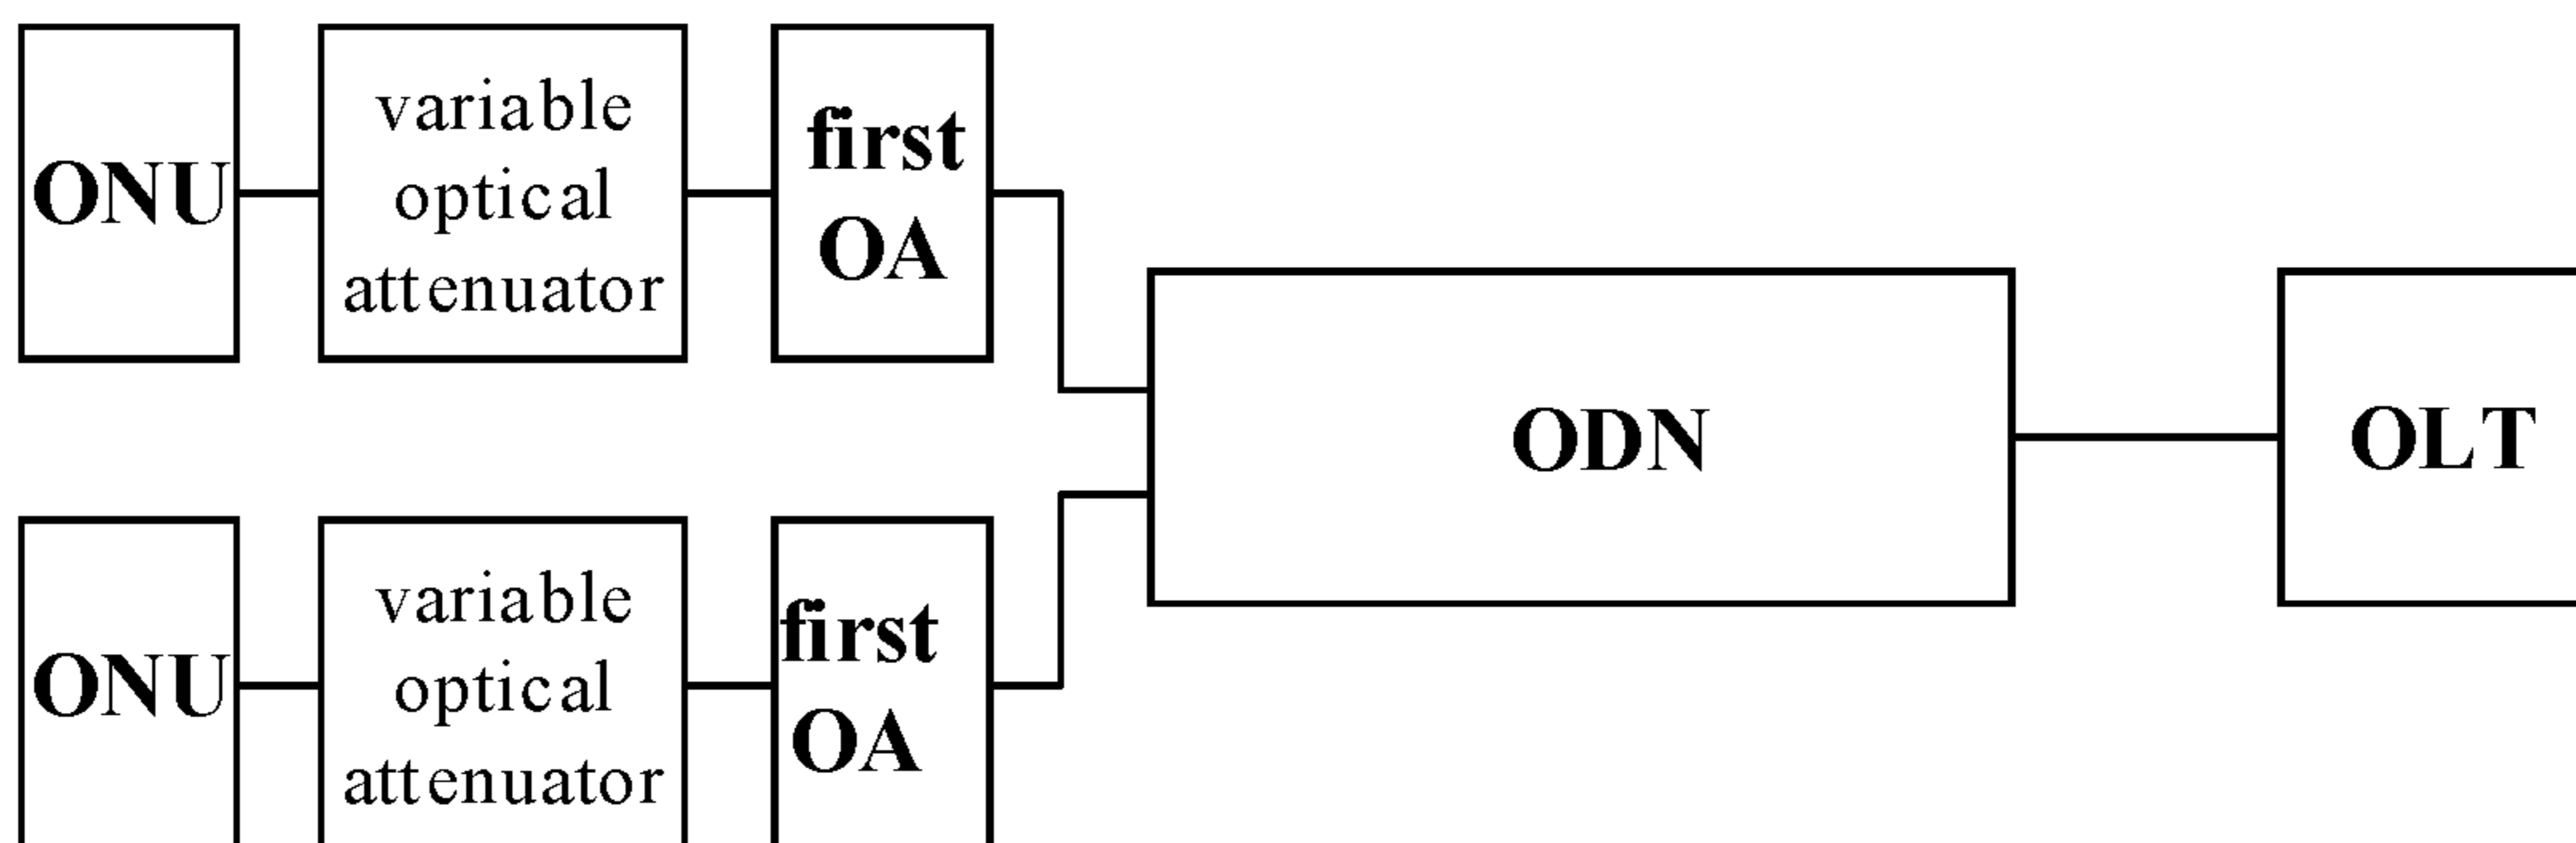 ONU
variable
optical
attenuator
first
OA
ODN
OLT
ONU
variable
optical
attenuator
first
OA